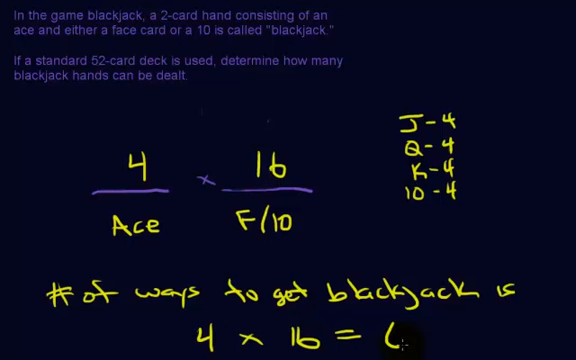 In the game blackjack, a 2-card hand consisting of an
ace and either a face card or a 10 is called "blackjack."
If a standard 52-card deck is used, determine how many
blackjack hands can be dealt.
J - 4
Q - 4
K - 4
10 - 4
4 × 16
Ace F/10
# of ways to get blackjack is
4 × 16 =